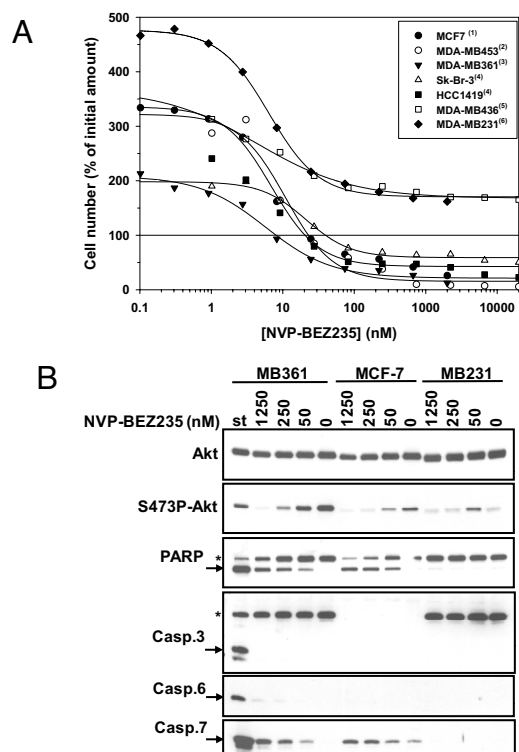 A
500
400
300
200
100
0
Cell number (% of initial amount)
0.1 1 10 100 1000 10000
[NVP-BEZ235] (nM)
MCF7 (1)
MDA-MB453(2)
MDA-MB361(3)
Sk-Br-3(4)
HCC1419(4)
MDA-MB436(5)
MDA-MB231(6)
B
MB361 MCF-7 MB231
NVP-BEZ235 (nM) st 1250 250 50 0 1250 250 50 0 1250 250 50 0
Akt
S473P-Akt
*
PARP
*
Casp.3
Casp.6
Casp.7